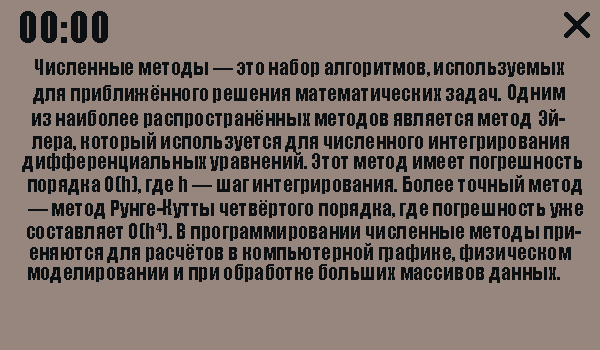 00:00
Численные методы — это набор алгоритмов, используемых
для приближённого решения математических задач. Одним
из наиболее распространённых методов является метод Эй-
лера, который используется для численного интегрирования
дифференциальных уравнений. Этот метод имеет погрешность
порядка O(h), где h — шаг интегрирования. Более точный метод
— метод Рунге-Кутты четвёртого порядка, где погрешность уже
составляет O(h⁴). В программировании численные методы при-
еняются для расчётов в компьютерной графике, физическом
моделировании и при обработке больших массивов данных.